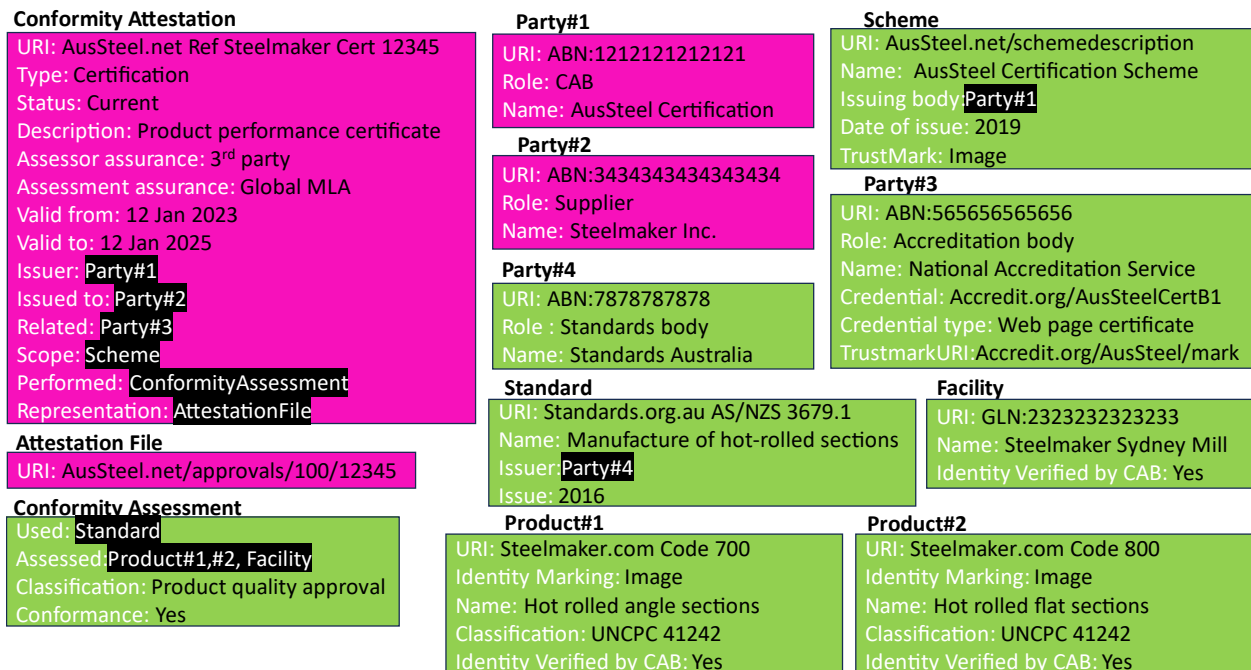 Conformity Attestation
URI: AusSteel.net Ref Steelmaker Cert 12345
Type: Certification
Status: Current
Description: Product performance certificate
Assessor assurance: 3rd party
Assessment assurance: Global MLA
Valid from: 12 Jan 2023
Valid to: 12 Jan 2025
Issuer: Party#1
Issued to: Party#2
Related: Party#3
Scope: Scheme
Performed: ConformityAssessment
Representation: AttestationFile
Attestation File
URI: AusSteel.net/approvals/100/12345
Conformity Assessment
Used: Standard
Assessed:Product#1,#2, Facility
Classification: Product quality approval
Conformance: Yes
Party#1
URI: ABN:1212121212121
Role: CAB
Name: AusSteel Certification
Party#2
URI: ABN:3434343434343434
Role: Supplier
Name: Steelmaker Inc.
Party#4
URI: ABN:7878787878
Role : Standards body
Name: Standards Australia
Scheme
URI: AusSteel.net/schemedescription
Name: AusSteel Certification Scheme
Issuing body:Party#1
Date of issue: 2019
TrustMark: Image
Party#3
URI: ABN:565656565656
Role: Accreditation body
Name: National Accreditation Service
Credential: Accredit.org/AusSteelCertB1
Credential type: Web page certificate
TrustmarkURI:Accredit.org/AusSteel/mark
Standard
URI: Standards.org.au AS/NZS 3679.1
Name: Manufacture of hot-rolled sections
Issuer:Party#4
Issue: 2016
Facility
URI: GLN:2323232323233
Name: Steelmaker Sydney Mill
Identity Verified by CAB: Yes
Product#1
URI: Steelmaker.com Code 700
Identity Marking: Image
Name: Hot rolled angle sections
Classification: UNCPC 41242
Identity Verified by CAB: Yes
Product#2
URI: Steelmaker.com Code 800
Identity Marking: Image
Name: Hot rolled flat sections
Classification: UNCPC 41242
Identity Verified by CAB: Yes